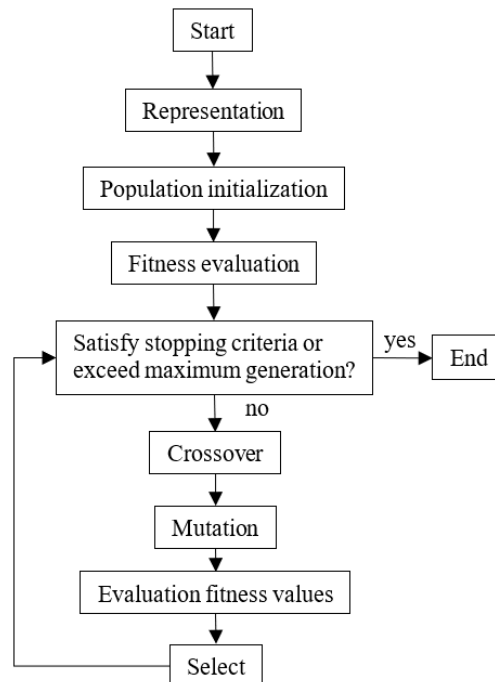 Start
Representation
Population initialization
Fitness evaluation
Satisfy stopping criteria or
exceed maximum generation?
yes
End
no
Crossover
Mutation
Evaluation fitness values
Select